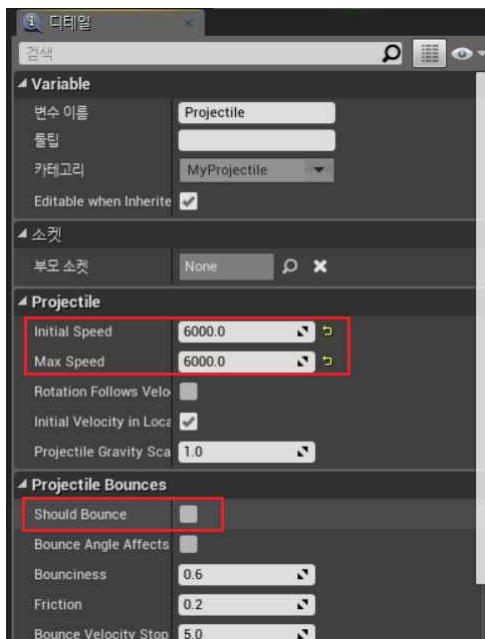 디테일
검색
Variable
변수 이름 Projectile
툴팁
카테고리 MyProjectile
Editable when Inherite
소켓
부모 소켓 None
Projectile
Initial Speed 6000.0
Max Speed 6000.0
Rotation Follows Velo
Initial Velocity in Loca
Projectile Gravity Sca 1.0
Projectile Bounces
Should Bounce
Bounce Angle Affects
Bounciness 0.6
Friction 0.2
Bounce Velocity Stop 5.0